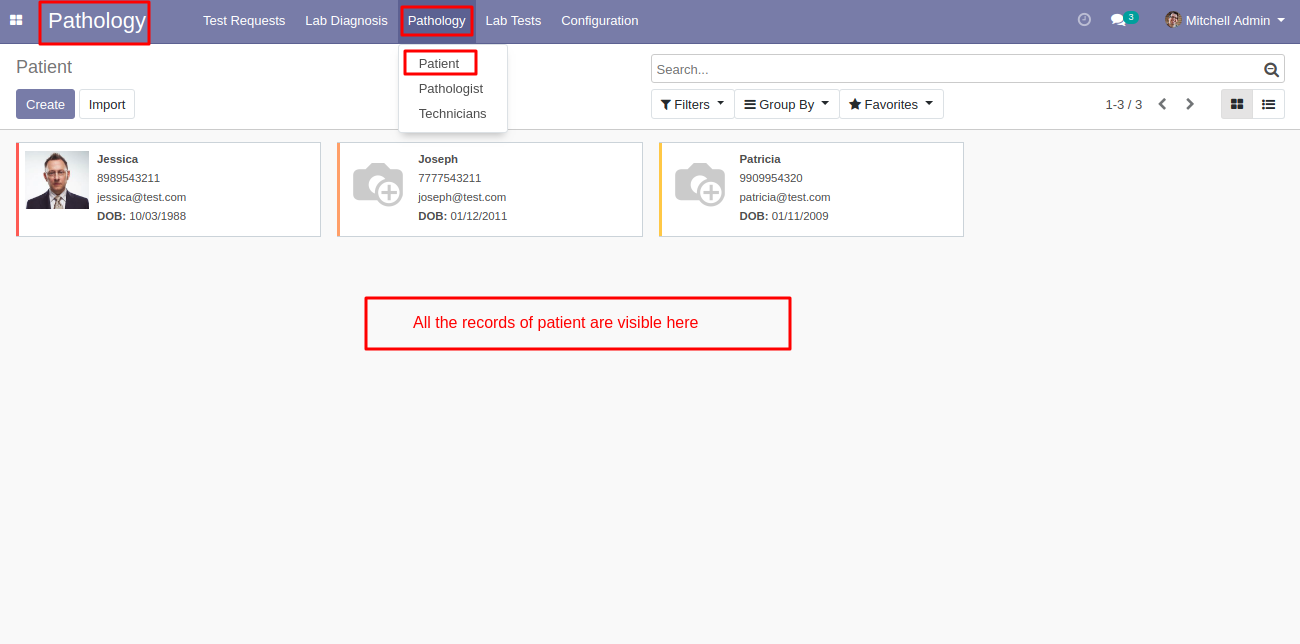 Pathology Test Requests Lab Diagnosis Pathology Lab Tests Configuration 3 Mitchell Admin
Patient
Patient
Pathologist
Technicians
Search...
Create Import
Filters Group By Favorites 1-3 / 3
Jessica
8989543211
jessica@test.com
DOB: 10/03/1988
Joseph
7777543211
joseph@test.com
DOB: 01/12/2011
Patricia
9909954320
patricia@test.com
DOB: 01/11/2009
All the records of patient are visible here